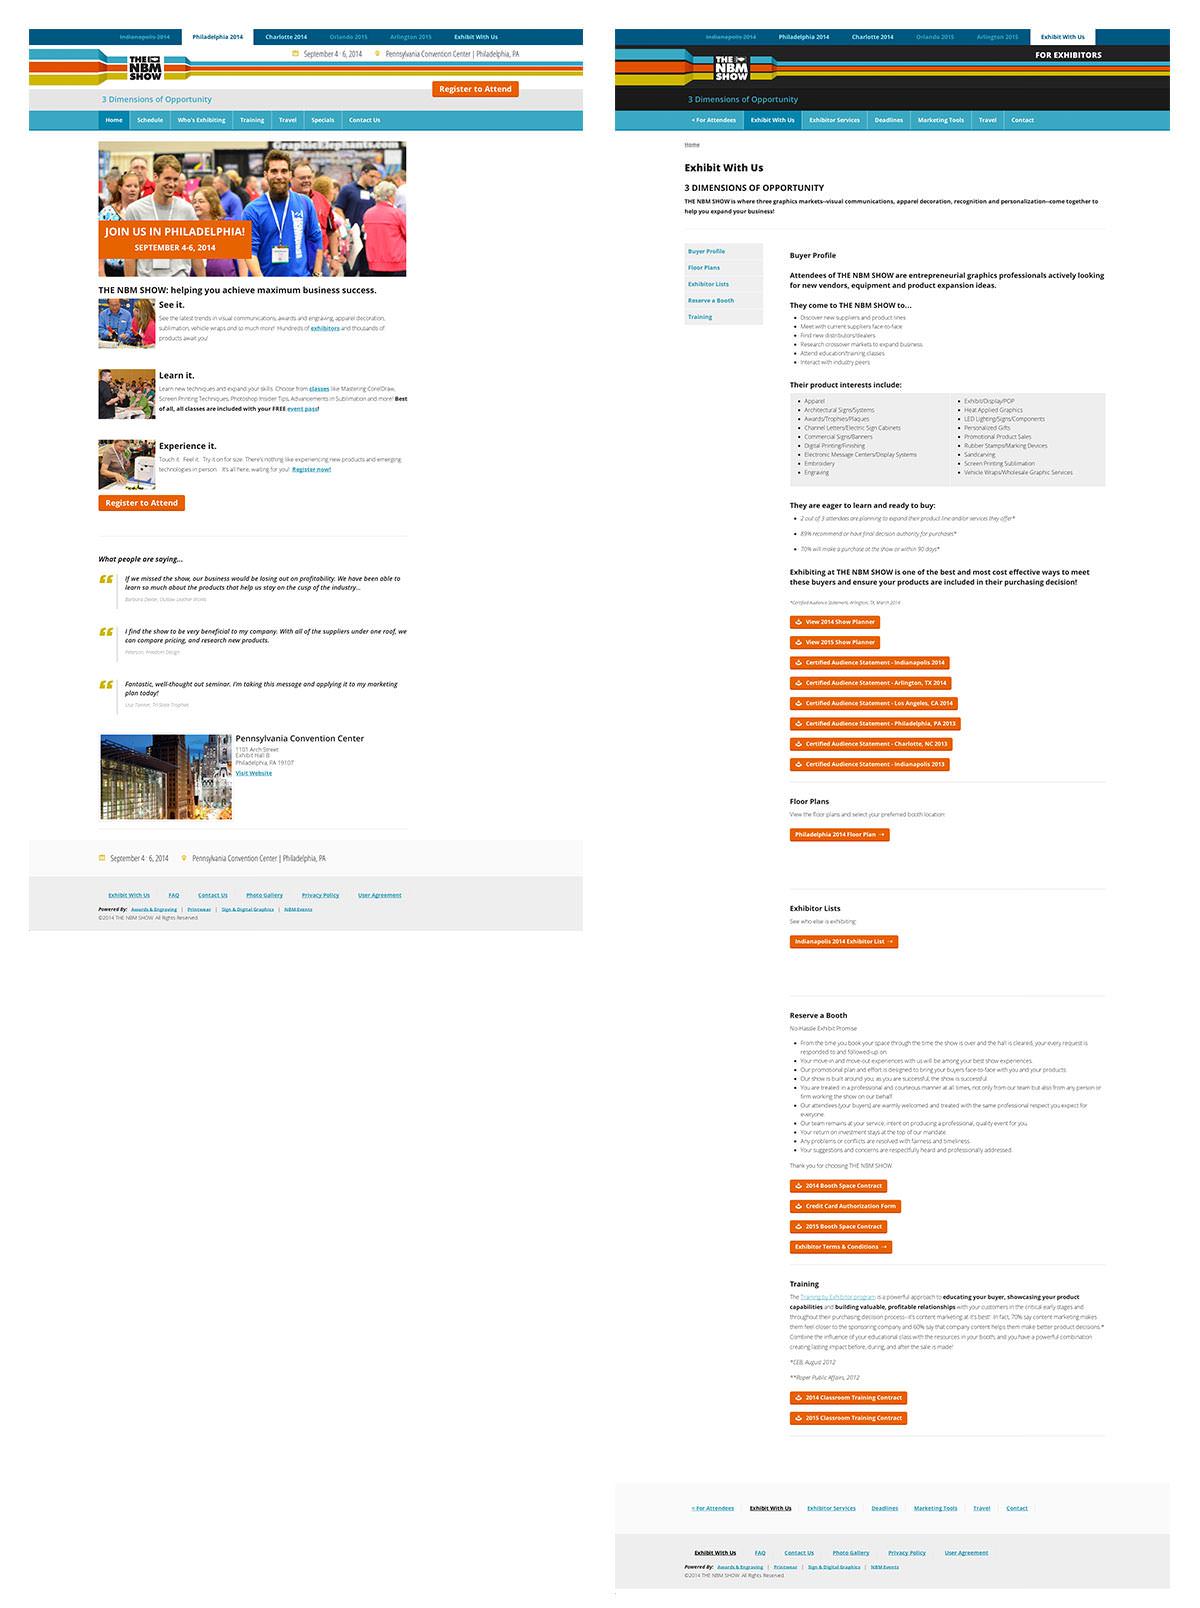 Indianapolis 2014
Philadelphia 2014
Charlotte 2014
Orlando 2015
Arlington 2015
Exhibit With Us
THE NBM SHOW
September 4 - 6, 2014
Pennsylvania Convention Center | Philadelphia, PA
Register to Attend
3 Dimensions of Opportunity
Home
Schedule
Who's Exhibiting
Training
Travel
Specials
Contact Us
GraphicElephants.com
JOIN US IN PHILADELPHIA!
SEPTEMBER 4-6, 2014
THE NBM SHOW: helping you achieve maximum business success.
See it.
See the latest trends in visual communications, awards and engraving, apparel decoration,
sublimation, vehicle wraps and so much more! Hundreds of exhibitors and thousands of
products await you!
Learn it.
Learn new techniques and expand your skills. Choose from classes like Mastering CorelDraw,
Screen Printing Techniques, Photoshop Insider Tips, Advancements in Sublimation and more! Best
of all, all classes are included with your FREE event pass!
Experience it.
Touch it. Feel it. Try it on for size. There's nothing like experiencing new products and emerging
technologies in person. It's all here, waiting for you! Register now!
Register to Attend
What people are saying...
If we missed the show, our business would be losing out on profitability. We have been able to
learn so much about the products that help us stay on the cusp of the industry...
Barbara Dexter, Outlaw Leather Works
I find the show to be very beneficial to my company. With all of the suppliers under one roof, we
can compare pricing, and research new products.
Peterson, Freedom Design
Fantastic, well-thought out seminar. I'm taking this message and applying it to my marketing
plan today!
Lisa Tanner, Tri-State Trophies
Pennsylvania Convention Center
1101 Arch Street
Exhibit Hall B
Philadelphia, PA 19107
Visit Website
September 4 - 6, 2014
Pennsylvania Convention Center | Philadelphia, PA
Exhibit With Us
FAQ
Contact Us
Photo Gallery
Privacy Policy
User Agreement
Powered By: Awards & Engraving | Printwear | Sign & Digital Graphics | NBM Events
©2014 THE NBM SHOW. All Rights Reserved.
Indianapolis 2014
Philadelphia 2014
Charlotte 2014
Orlando 2015
Arlington 2015
Exhibit With Us
THE NBM SHOW
FOR EXHIBITORS
3 Dimensions of Opportunity
< For Attendees
Exhibit With Us
Exhibitor Services
Deadlines
Marketing Tools
Travel
Contact
Home
Exhibit With Us
3 DIMENSIONS OF OPPORTUNITY
THE NBM SHOW is where three graphics markets--visual communications, apparel decoration, recognition and personalization--come together to
help you expand your business!
Buyer Profile
Floor Plans
Exhibitor Lists
Reserve a Booth
Training
Buyer Profile
Attendees of THE NBM SHOW are entrepreneurial graphics professionals actively looking
for new vendors, equipment and product expansion ideas.
They come to THE NBM SHOW to...
Discover new suppliers and product lines
Meet with current suppliers face-to-face
Find new distributors/dealers
Research crossover markets to expand business
Attend education/training classes
Interact with industry peers
Their product interests include:
Apparel
Architectural Signs/Systems
Awards/Trophies/Plaques
Channel Letters/Electric Sign Cabinets
Commercial Signs/Banners
Digital Printing/Finishing
Electronic Message Centers/Display Systems
Embroidery
Engraving
Exhibit/Display/POP
Heat Applied Graphics
LED Lighting/Signs/Components
Personalized Gifts
Promotional Product Sales
Rubber Stamps/Marking Devices
Sandcarving
Screen Printing Sublimation
Vehicle Wraps/Wholesale Graphic Services
They are eager to learn and ready to buy:
2 out of 3 attendees are planning to expand their product line and/or services they offer*
89% recommend or have final decision authority for purchases*
70% will make a purchase at the show or within 90 days*
Exhibiting at THE NBM SHOW is one of the best and most cost effective ways to meet
these buyers and ensure your products are included in their purchasing decision!
*Certified Audience Statement, Arlington, TX, March 2014
View 2014 Show Planner
View 2015 Show Planner
Certified Audience Statement - Indianapolis 2014
Certified Audience Statement - Arlington, TX 2014
Certified Audience Statement - Los Angeles, CA 2014
Certified Audience Statement - Philadelphia, PA 2013
Certified Audience Statement - Charlotte, NC 2013
Certified Audience Statement - Indianapolis 2013
Floor Plans
View the floor plans and select your preferred booth location:
Philadelphia 2014 Floor Plan →
Exhibitor Lists
See who else is exhibiting:
Indianapolis 2014 Exhibitor List →
Reserve a Booth
No-Hassle Exhibit Promise
From the time you book your space through the time the show is over and the hall is cleared, your every request is
responded to and followed-up on.
Your move-in and move-out experiences with us will be among your best show experiences.
Our promotional plan and effort is designed to bring your buyers face-to-face with you and your products.
Our show is built around you; as you are successful, the show is successful.
You are treated in a professional and courteous manner at all times, not only from our team but also from any person or
firm working the show on our behalf.
Our attendees (your buyers) are warmly welcomed and treated with the same professional respect you expect for
everyone.
Our team remains at your service, intent on producing a professional, quality event for you.
Your return on investment stays at the top of our mandate.
Any problems or conflicts are resolved with fairness and timeliness.
Your suggestions and concerns are respectfully heard and professionally addressed.
Thank you for choosing THE NBM SHOW.
2014 Booth Space Contract
Credit Card Authorization Form
2015 Booth Space Contract
Exhibitor Terms & Conditions →
Training
The Training by Exhibitor program is a powerful approach to educating your buyer, showcasing your product
capabilities and building valuable, profitable relationships with your customers in the critical early stages and
throughout their purchasing decision process--it's content marketing at it's best! In fact, 70% say content marketing makes
them feel closer to the sponsoring company and 60% say that company content helps them make better product decisions.*
Combine the influence of your educational class with the resources in your booth, and you have a powerful combination
creating lasting impact before, during, and after the sale is made!
*CEB, August 2012
**Roper Public Affairs, 2012
2014 Classroom Training Contract
2015 Classroom Training Contract
< For Attendees
Exhibit With Us
Exhibitor Services
Deadlines
Marketing Tools
Travel
Contact
Exhibit With Us
FAQ
Contact Us
Photo Gallery
Privacy Policy
User Agreement
Powered By: Awards & Engraving | Printwear | Sign & Digital Graphics | NBM Events
©2014 THE NBM SHOW. All Rights Reserved.